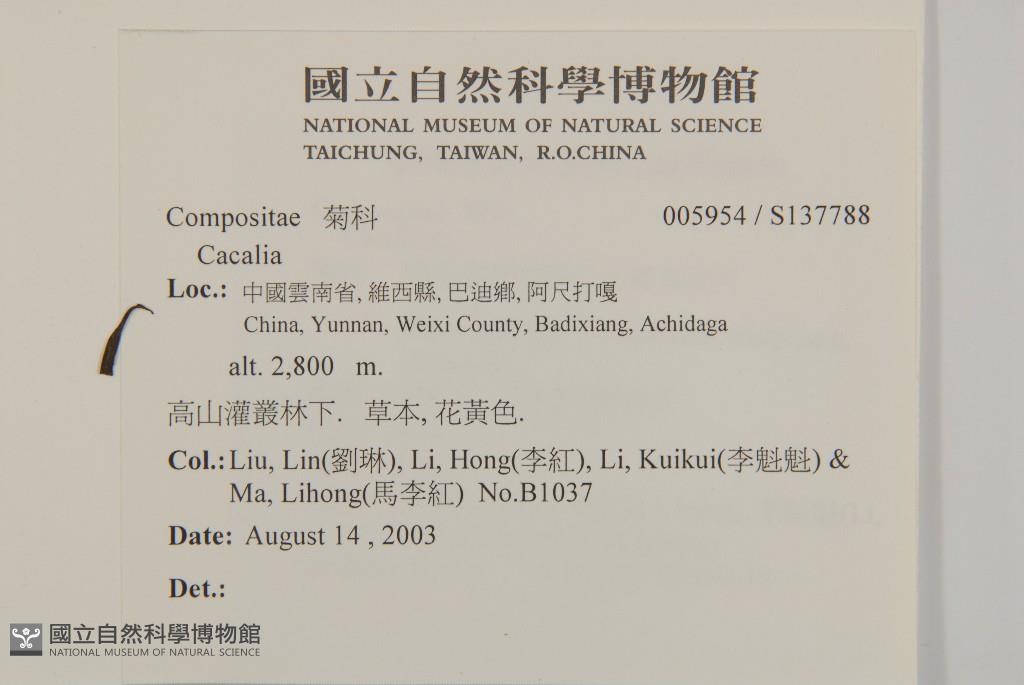 國立自然科學博物館
NATIONAL MUSEUM OF NATURAL SCIENCE
TAICHUNG, TAIWAN, R.O.CHINA
Compositae 菊科 005954 / S137788
Cacalia
Loc.: 中國雲南省, 維西縣, 巴迪鄉, 阿尺打嘎
China, Yunnan, Weixi County, Badixiang, Achidaga
alt. 2,800 m.
高山灌叢林下. 草本, 花黃色.
Col.: Liu, Lin(劉琳), Li, Hong(李紅), Li, Kuikui(李魁魁) &
Ma, Lihong(馬李紅) No.B1037
Date: August 14 , 2003
Det.:
國立自然科學博物館
NATIONAL MUSEUM OF NATURAL SCIENCE